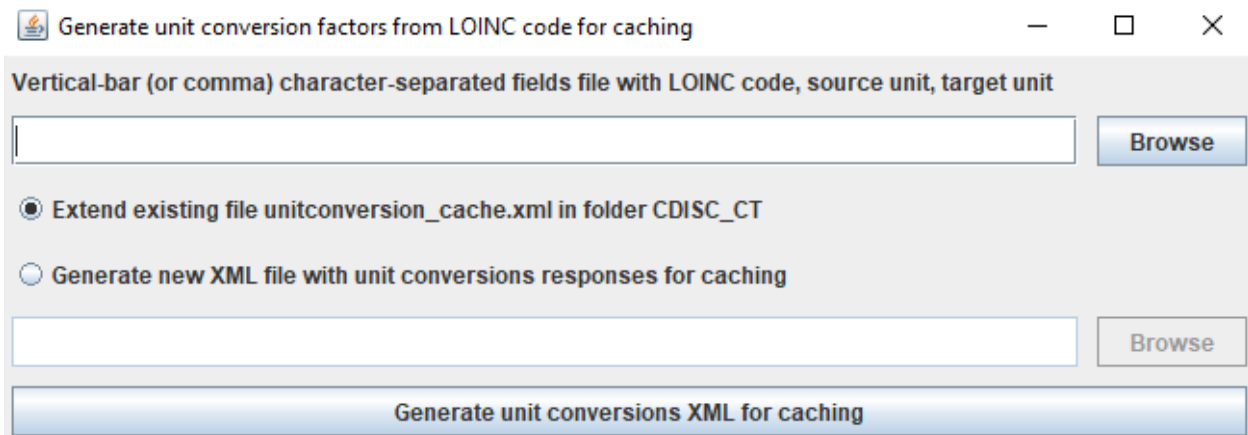 Generate unit conversion factors from LOINC code for caching
Vertical-bar (or comma) character-separated fields file with LOINC code, source unit, target unit
Browse
Extend existing file unitconversion_cache.xml in folder CDISC_CT
Generate new XML file with unit conversions responses for caching
Browse
Generate unit conversions XML for caching